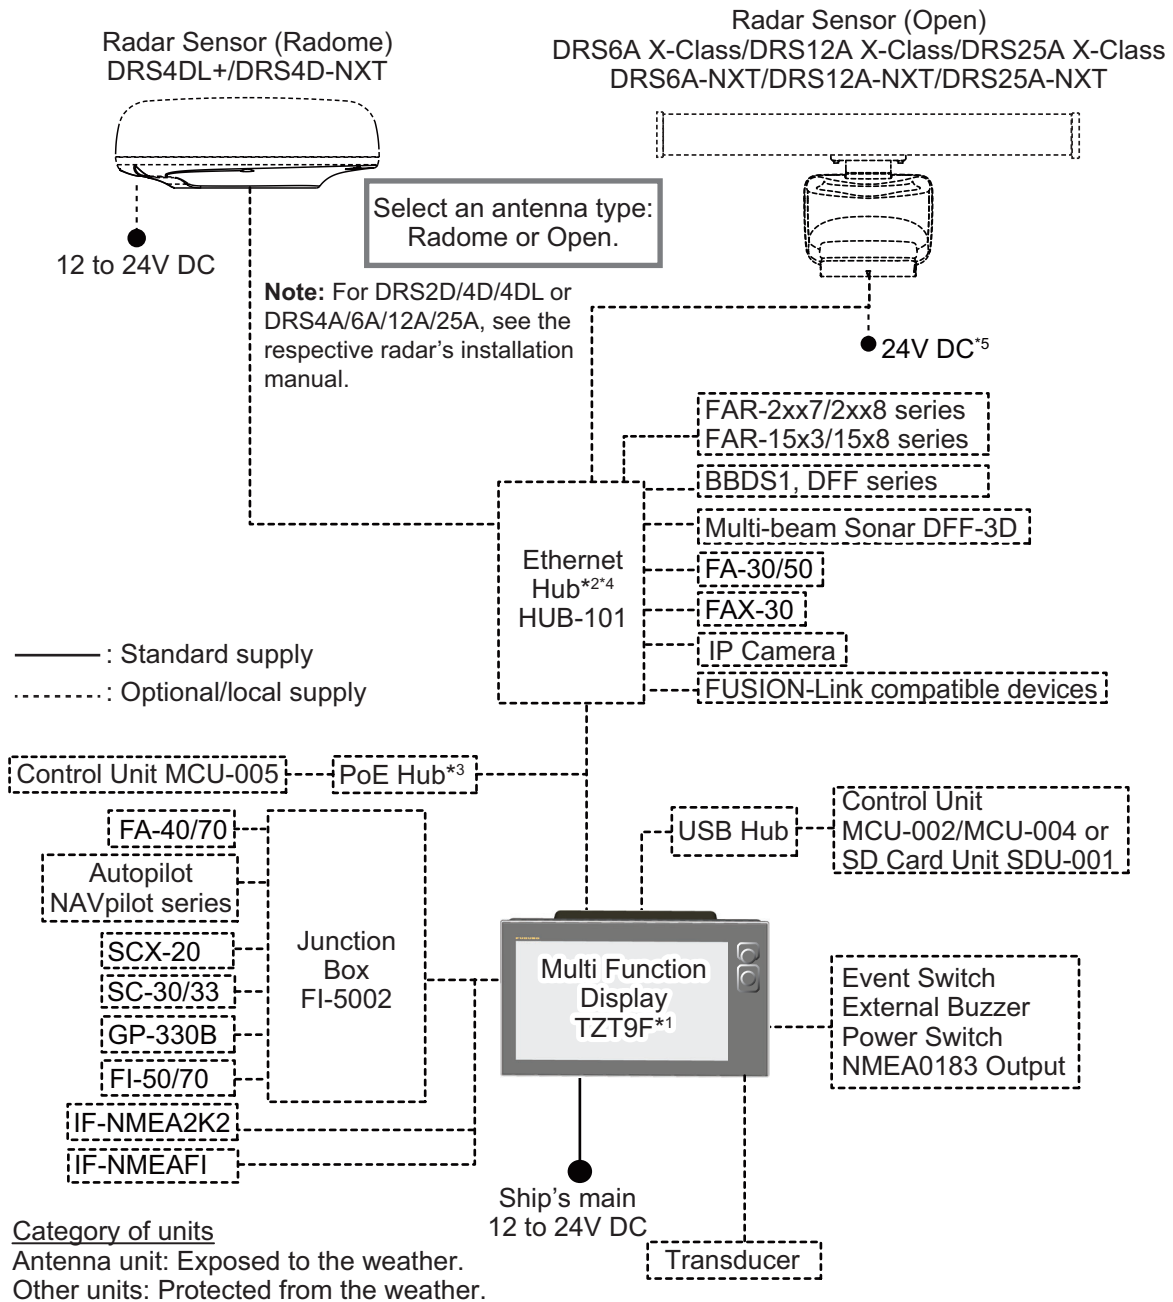 Radar Sensor (Radome)
DRS4DL+/DRS4D-NXT
Radar Sensor (Open)
DRS6A X-Class/DRS12A X-Class/DRS25A X-Class
DRS6A-NXT/DRS12A-NXT/DRS25A-NXT
12 to 24V DC
Select an antenna type:
Radome or Open.
Note: For DRS2D/4D/4DL or
DRS4A/6A/12A/25A, see the
respective radar's installation
manual.
24V DC*5
FAR-2xx7/2xx8 series
FAR-15x3/15x8 series
BBDS1, DFF series
Multi-beam Sonar DFF-3D
FA-30/50
FAX-30
IP Camera
FUSION-Link compatible devices
Ethernet
Hub*2*4
HUB-101
: Standard supply
: Optional/local supply
Control Unit MCU-005
PoE Hub*3
USB Hub
Control Unit
MCU-002/MCU-004 or
SD Card Unit SDU-001
FA-40/70
Autopilot
NAVpilot series
SCX-20
SC-30/33
GP-330B
FI-50/70
IF-NMEA2K2
IF-NMEAFI
Junction
Box
FI-5002
FURUNO
Multi Function
Display
TZT9F*1
Event Switch
External Buzzer
Power Switch
NMEA0183 Output
Ship's main
12 to 24V DC
Transducer
Category of units
Antenna unit: Exposed to the weather.
Other units: Protected from the weather.